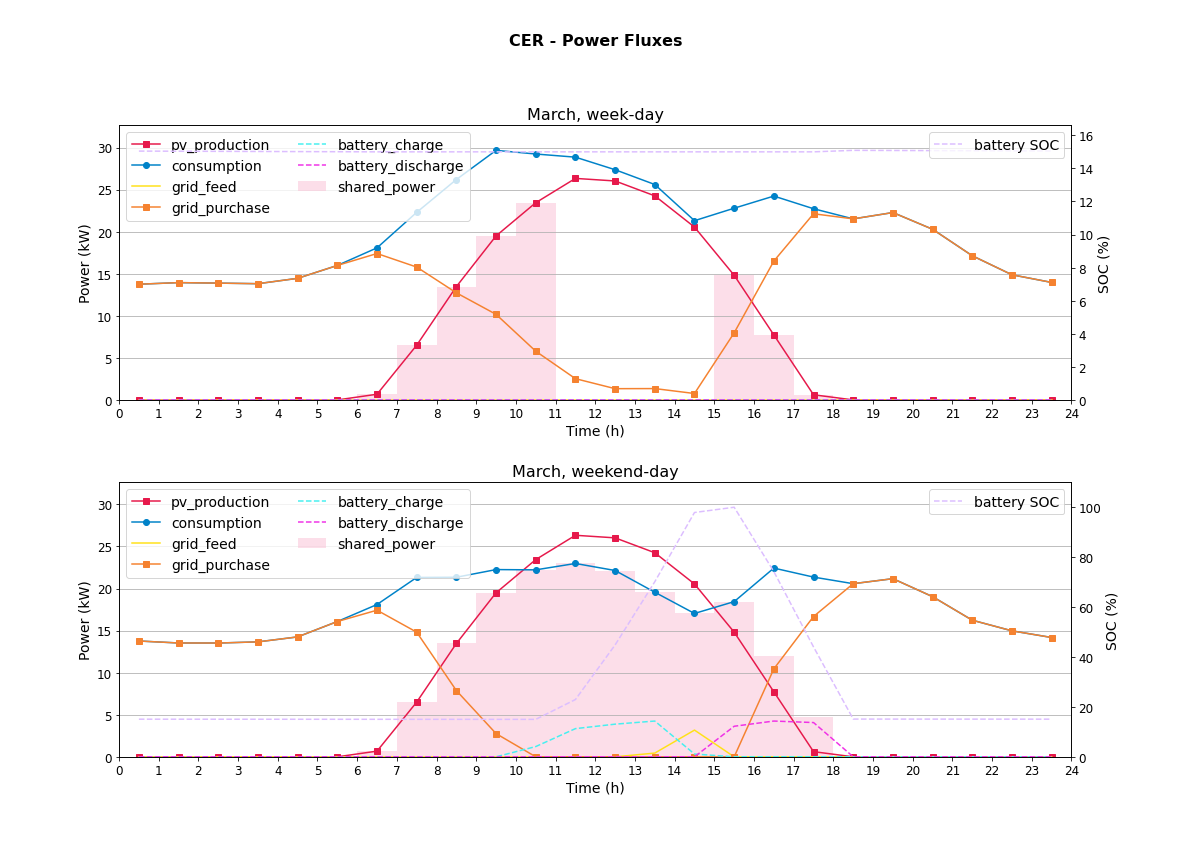 CER - Power Fluxes
March, week-day
pv_production
consumption
grid_feed
grid_purchase
battery_charge
battery_discharge
shared_power
battery SOC
Power (kW)
30
25
20
15
10
5
0
SOC (%)
16
14
12
10
8
6
4
2
0
0 1 2 3 4 5 6 7 8 9 10 11 12 13 14 15 16 17 18 19 20 21 22 23 24
Time (h)
March, weekend-day
pv_production
consumption
grid_feed
grid_purchase
battery_charge
battery_discharge
shared_power
battery SOC
Power (kW)
30
25
20
15
10
5
0
SOC (%)
100
80
60
40
20
0
0 1 2 3 4 5 6 7 8 9 10 11 12 13 14 15 16 17 18 19 20 21 22 23 24
Time (h)